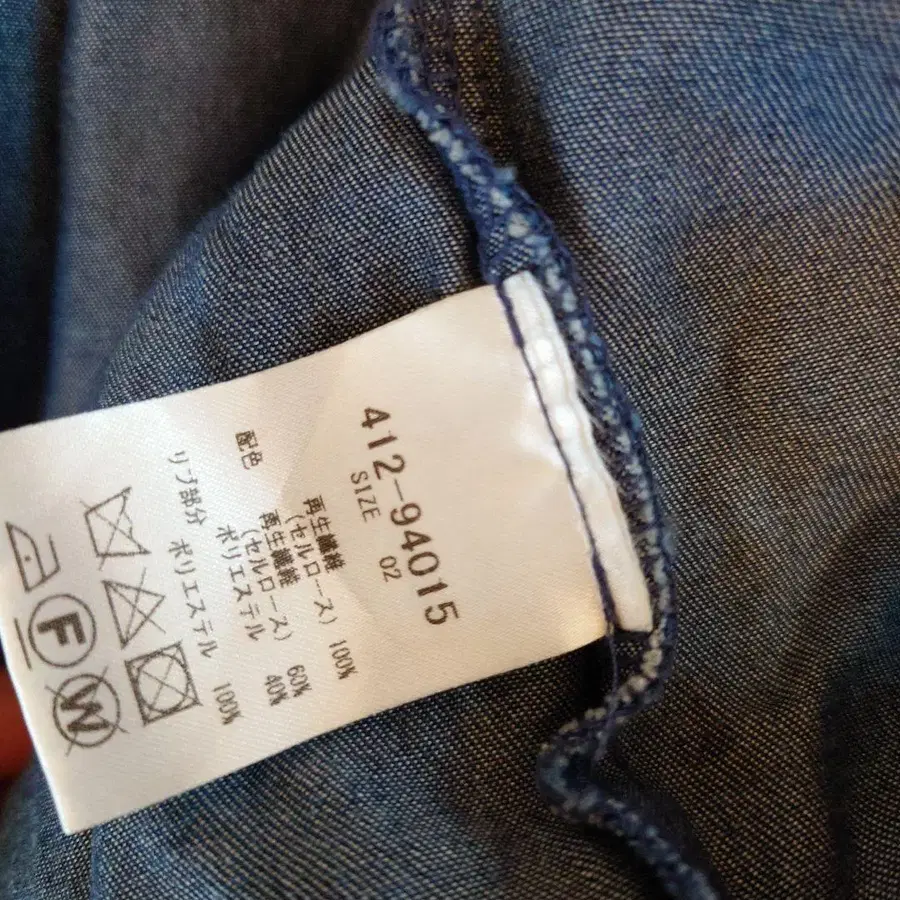 412-94015
SIZE 02
再生繊維
(セルロース) 100%
配色 再生繊維
(セルロース) 60%
ポリエステル 40%
リブ部分 ポリエステル 100%
F W